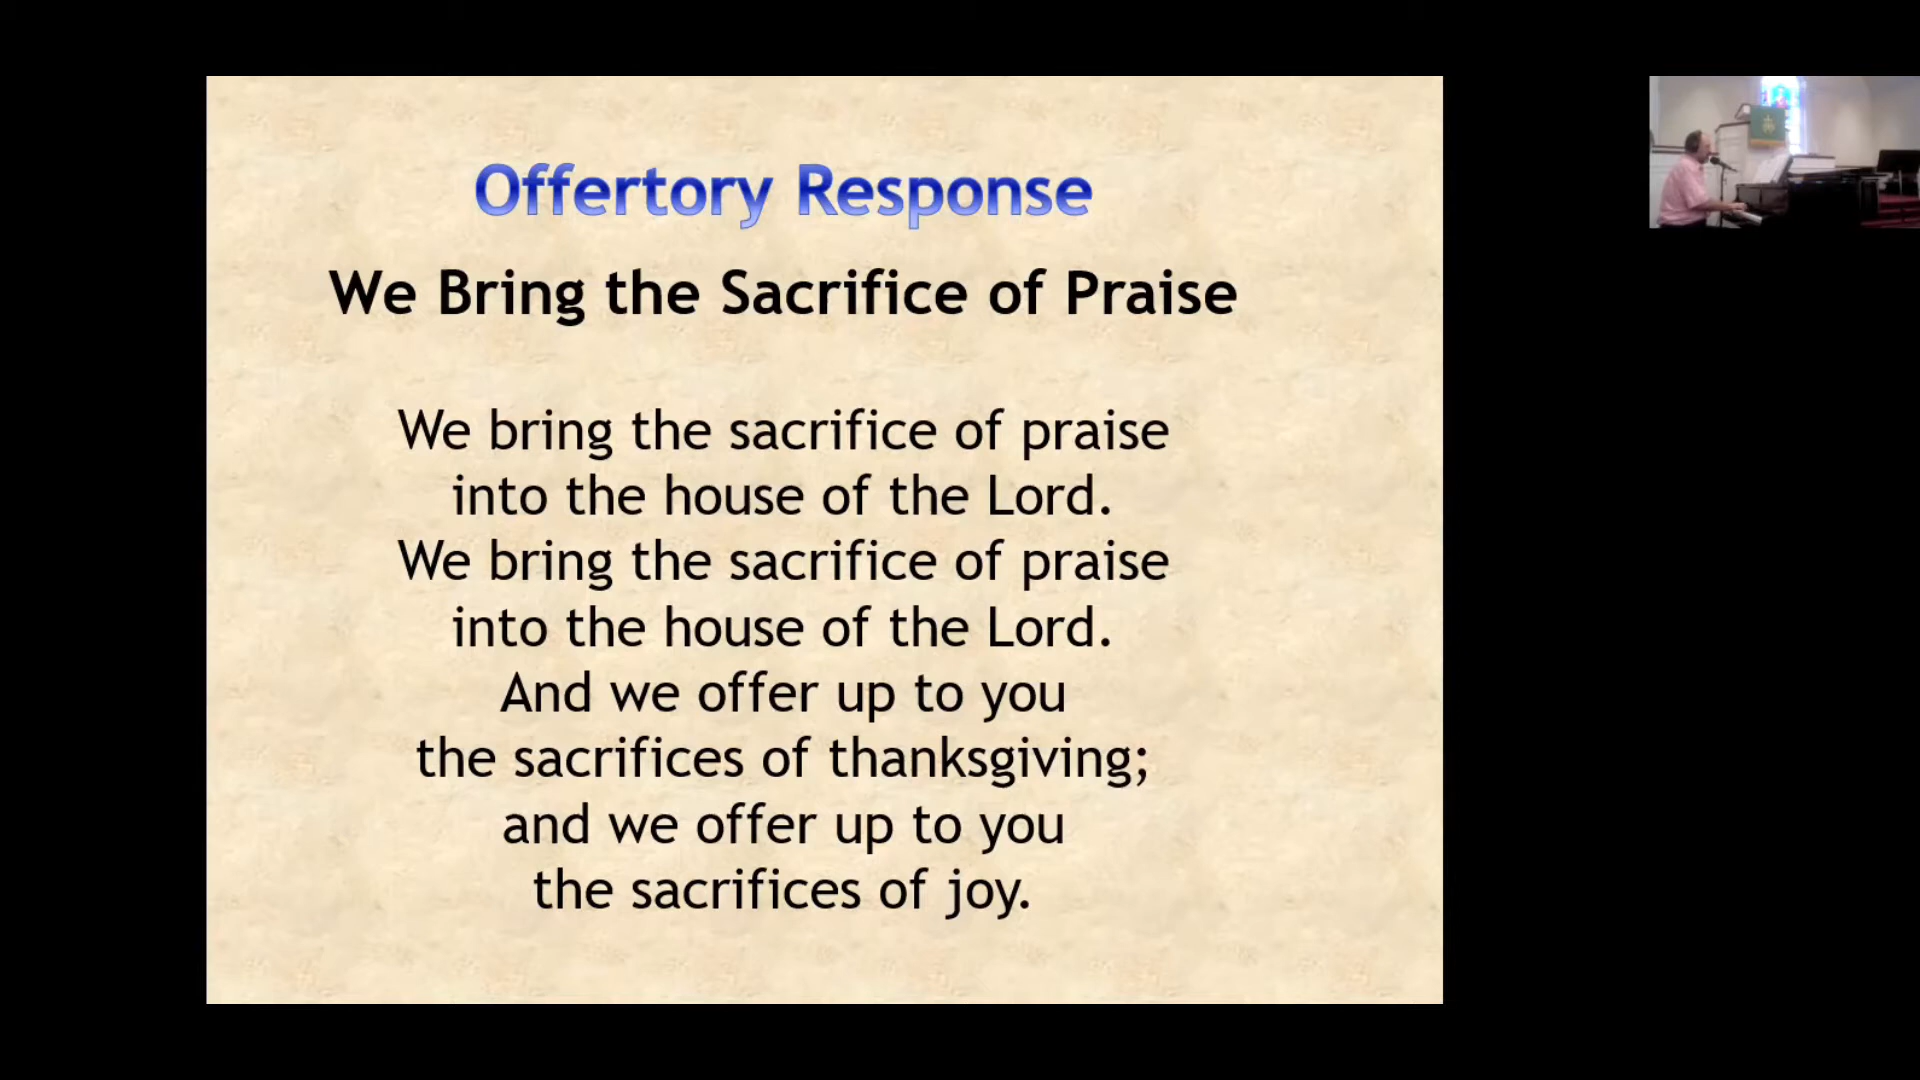 Offertory Response
We Bring the Sacrifice of Praise
We bring the sacrifice of praise
into the house of the Lord.
We bring the sacrifice of praise
into the house of the Lord.
And we offer up to you
the sacrifices of thanksgiving;
and we offer up to you
the sacrifices of joy.